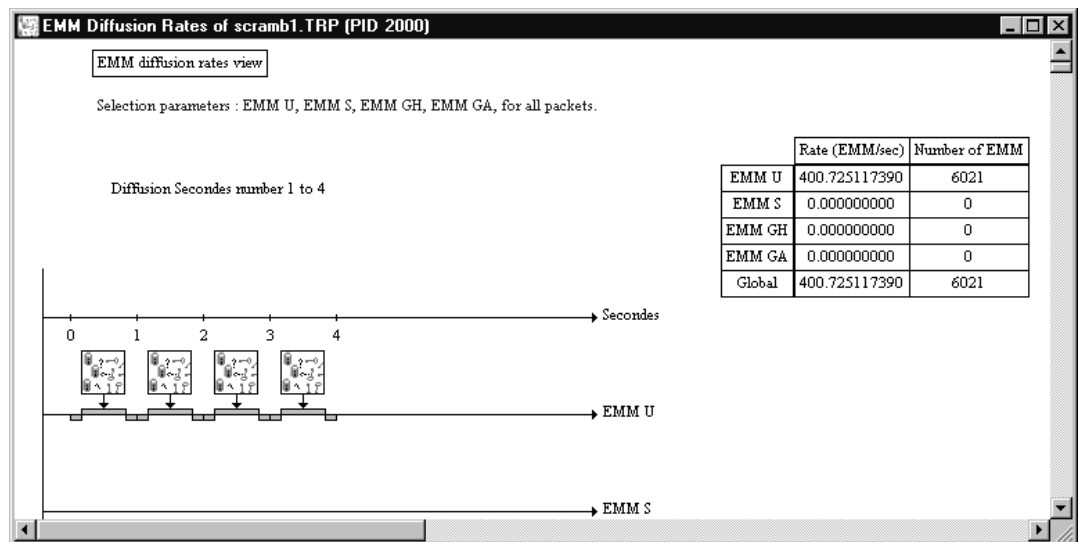 EMM Diffusion Rates of scramb1.TRP (PID 2000)
EMM diffusion rates view
Selection parameters : EMM U, EMM S, EMM GH, EMM GA, for all packets.
Rate (EMM/sec) Number of EMM
EMM U 400.725117390 6021
EMM S 0.000000000 0
EMM GH 0.000000000 0
EMM GA 0.000000000 0
Global 400.725117390 6021
Diffusion Secondes number 1 to 4
Secondes
0 1 2 3 4
EMM U
EMM S